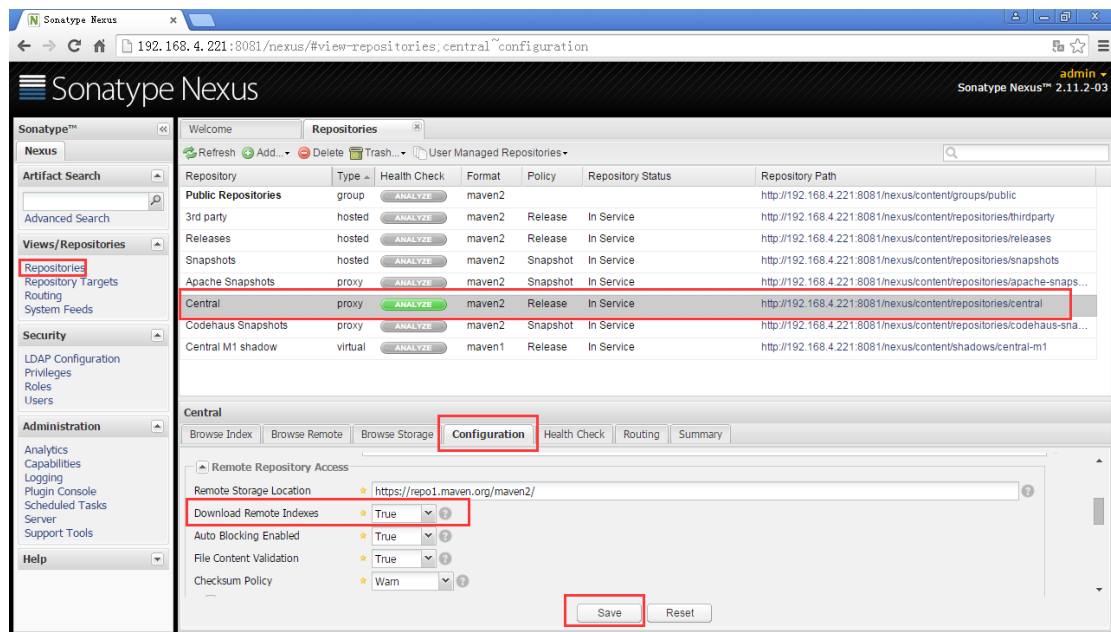 Sonatype Nexus
192.168.4.221:8081/nexus/#view-repositories;central~configuration
Sonatype Nexus
admin
Sonatype Nexus™ 2.11.2-03
Sonatype™
Nexus
Artifact Search
Advanced Search
Views/Repositories
Repositories
Repository Targets
Routing
System Feeds
Security
LDAP Configuration
Privileges
Roles
Users
Administration
Analytics
Capabilities
Logging
Plugin Console
Scheduled Tasks
Server
Support Tools
Help
Welcome Repositories
Refresh Add... Delete Trash... User Managed Repositories
Repository Type Health Check Format Policy Repository Status Repository Path
Public Repositories group ANALYZE maven2 http://192.168.4.221:8081/nexus/content/groups/public
3rd party hosted ANALYZE maven2 Release In Service http://192.168.4.221:8081/nexus/content/repositories/thirdparty
Releases hosted ANALYZE maven2 Release In Service http://192.168.4.221:8081/nexus/content/repositories/releases
Snapshots hosted ANALYZE maven2 Snapshot In Service http://192.168.4.221:8081/nexus/content/repositories/snapshots
Apache Snapshots proxy ANALYZE maven2 Snapshot In Service http://192.168.4.221:8081/nexus/content/repositories/apache-snaps...
Central proxy ANALYZE maven2 Release In Service http://192.168.4.221:8081/nexus/content/repositories/central
Codehaus Snapshots proxy ANALYZE maven2 Snapshot In Service http://192.168.4.221:8081/nexus/content/repositories/codehaus-sna...
Central M1 shadow virtual ANALYZE maven1 Release In Service http://192.168.4.221:8081/nexus/content/shadows/central-m1
Central
Browse Index Browse Remote Browse Storage Configuration Health Check Routing Summary
Remote Repository Access
Remote Storage Location https://repo1.maven.org/maven2/
Download Remote Indexes True
Auto Blocking Enabled True
File Content Validation True
Checksum Policy Warn
Save Reset